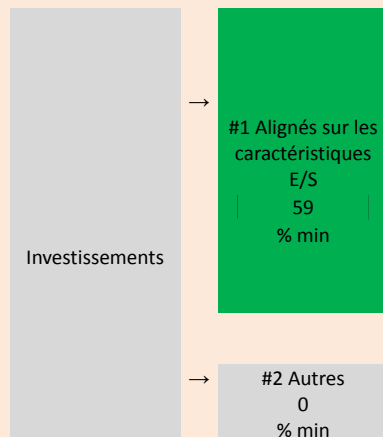 Investissements
→
#1 Alignés sur les
caractéristiques
E/S
59
% min
→
#2 Autres
0
% min